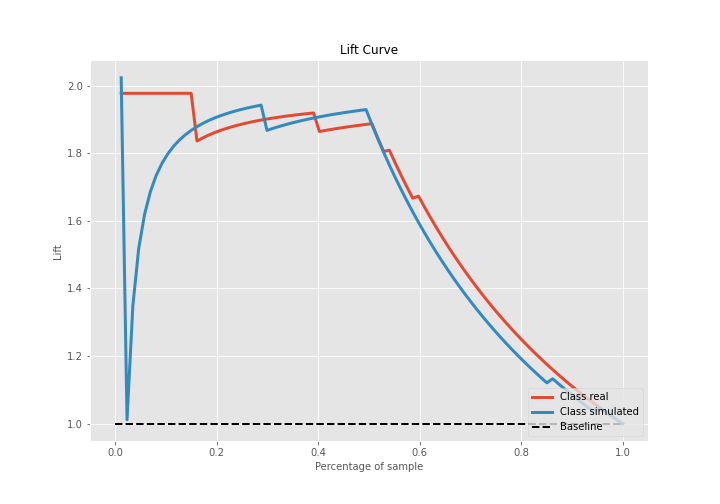 Lift Curve
2.0
1.8
1.6
1.4
1.2
1.0
Lift
0.0 0.2 0.4 0.6 0.8 1.0
Percentage of sample
Class real
Class simulated
Baseline